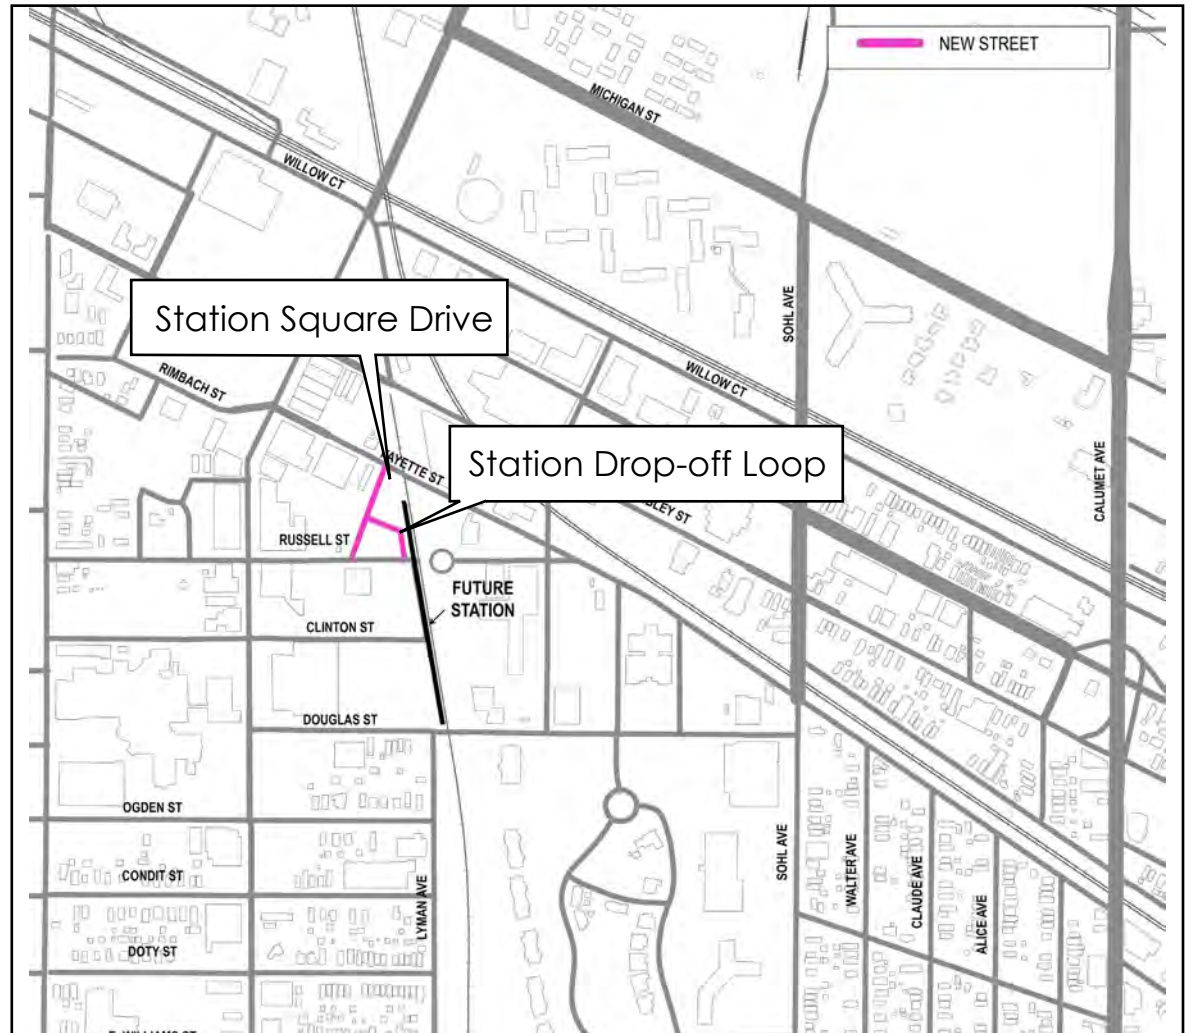 NEW STREET
MICHIGAN ST
WILLOW CT
Station Square Drive
SOHL AVE
RIMBACH ST
WILLOW CT
Station Drop-off Loop
CALUMET AVE
RUSSELL ST
FUTURE
STATION
CLINTON ST
DOUGLAS ST
OGDEN ST
CONDIT ST
LYMAN AVE
SOHL AVE
WALTER AVE
CLAUDE AVE
ALICE AVE
DOTY ST